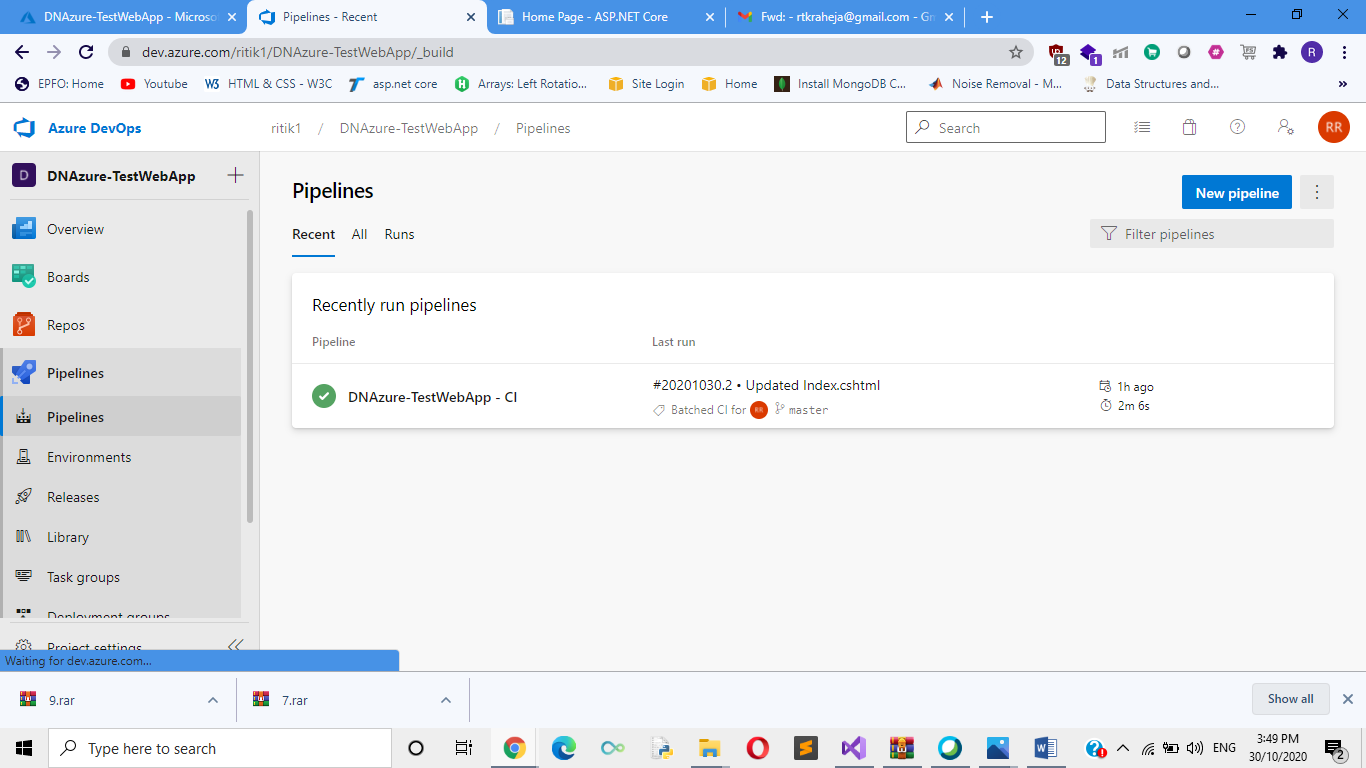 DNAzure-TestWebApp - Microso
Pipelines - Recent
Home Page - ASP.NET Core
Fwd: - rtkraheja@gmail.com - Gm
dev.azure.com/ritik1/DNAzure-TestWebApp/_build
12
1
R
EPFO: Home
Youtube
W3S HTML & CSS - W3C
asp.net core
Arrays: Left Rotatio...
Site Login
Home
Install MongoDB C...
Noise Removal - M...
Data Structures and...
»
Azure DevOps
ritik1 / DNAzure-TestWebApp / Pipelines
Search
RR
D DNAzure-TestWebApp
Overview
Boards
Repos
Pipelines
Pipelines
Environments
Releases
Library
Task groups
Deployment groups
Project settings
Waiting for dev.azure.com...
Pipelines
New pipeline
Recent All Runs
Filter pipelines
Recently run pipelines
Pipeline
Last run
DNAzure-TestWebApp - CI
#20201030.2 • Updated Index.cshtml
Batched CI for RR master
1h ago
2m 6s
9.rar
7.rar
Show all
Type here to search
ENG
3:49 PM
30/10/2020
2